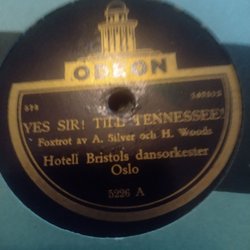 ODEON
YES SIR! TILL TENNESSEE!
Foxtrot av A. Silver och H. Woods
Hotell Bristols dansorkester
Oslo
5226 A